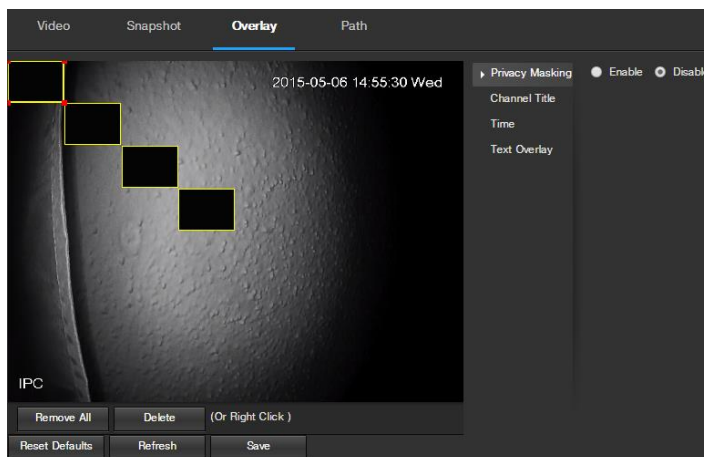 Video Snapshot Overlay Path
2015-05-06 14:55:30 Wed
Privacy Masking Enable Disabl
Channel Title
Time
Text Overlay
IPC
Remove All Delete (Or Right Click )
Reset Defaults Refresh Save